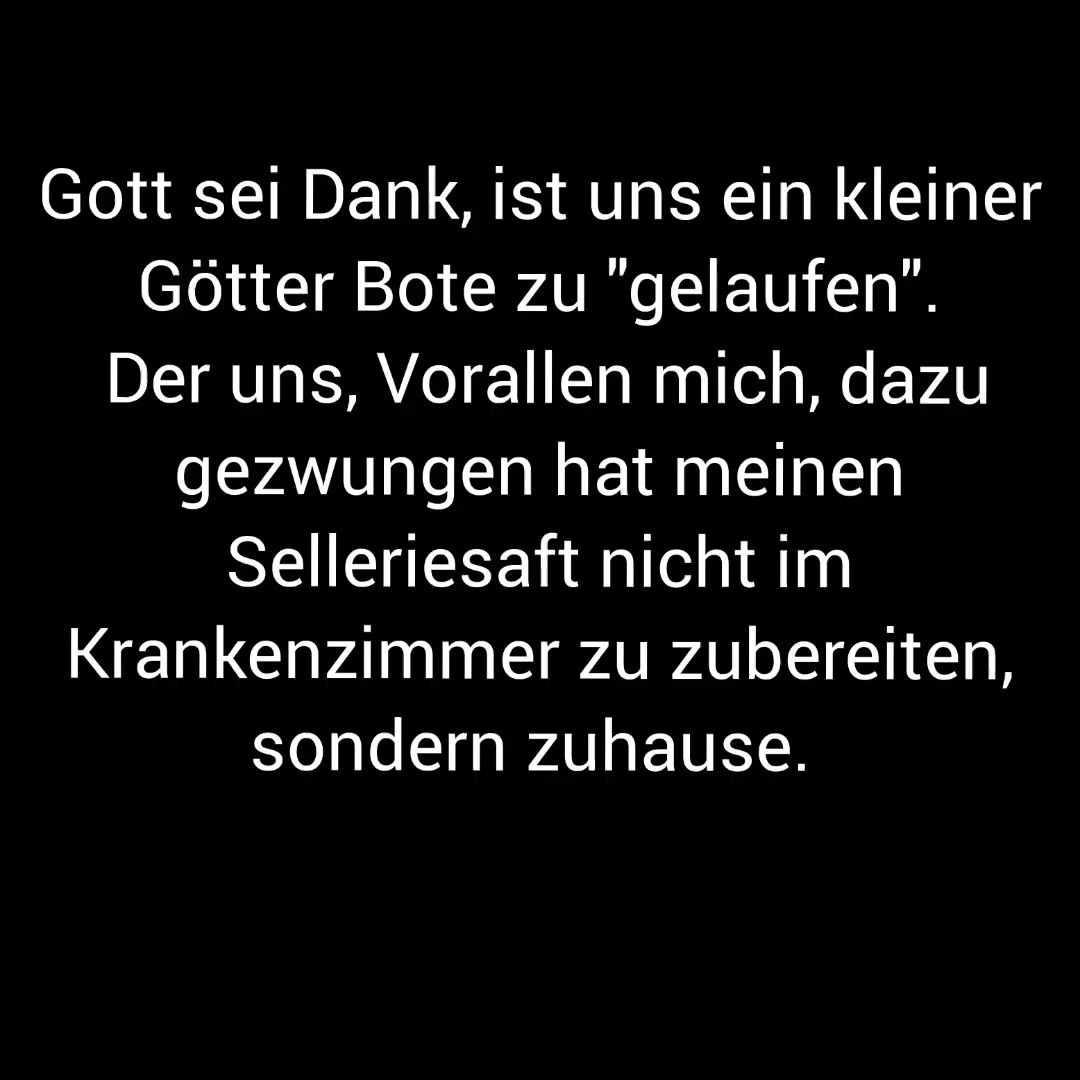 Gott sei Dank, ist uns ein kleiner
Götter Bote zu "gelaufen".
Der uns, Vorallen mich, dazu
gezwungen hat meinen
Selleriesaft nicht im
Krankenzimmer zu zubereiten,
sondern zuhause.